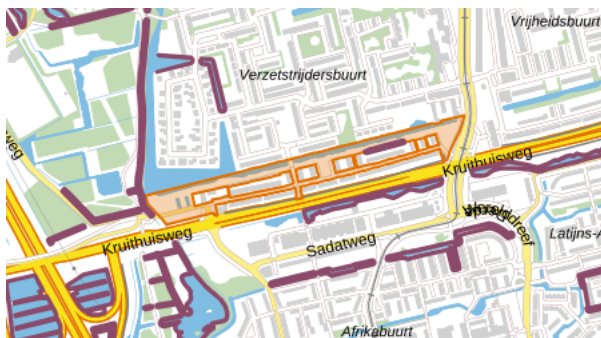 Vrijheidsbuurt
Verzetstrijdersbuurt
weg
Kruithuisweg
Kruithuisweg
Sadatweg
Latijns-A
Afrikabuurt